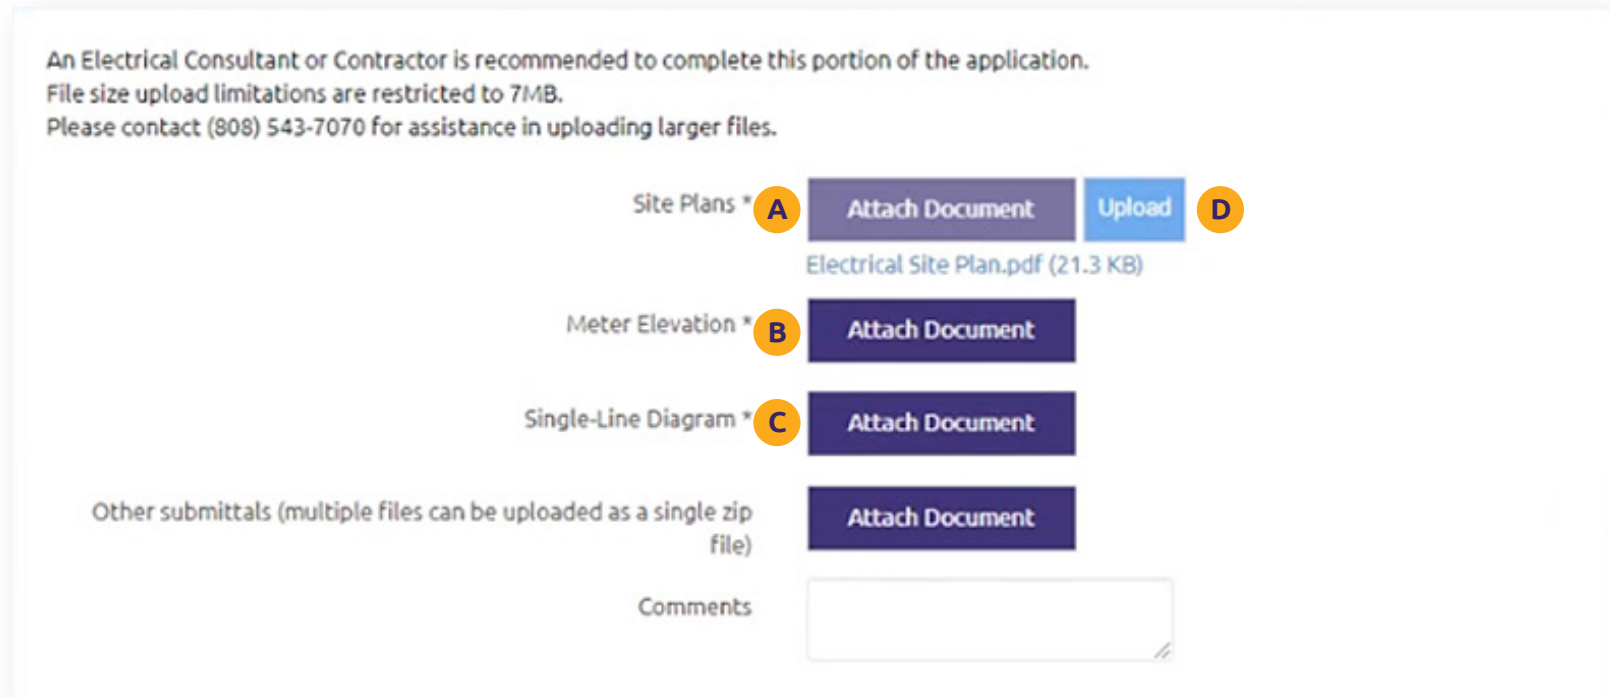 An Electrical Consultant or Contractor is recommended to complete this portion of the application.
File size upload limitations are restricted to 7MB.
Please contact (808) 543-7070 for assistance in uploading larger files.
Site Plans * A Attach Document Upload D
Electrical Site Plan.pdf (21.3 KB)
Meter Elevation * B Attach Document
Single-Line Diagram * C Attach Document
Other submittals (multiple files can be uploaded as a single zip Attach Document
file)
Comments